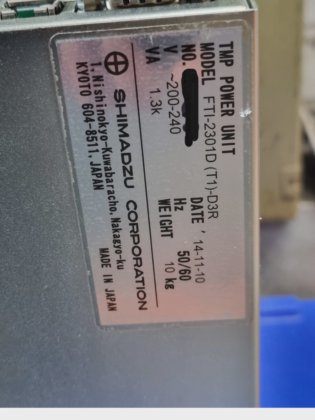 TMP POWER UNIT
MODEL FTI-2301D (T1)-D3R
NO. DATE '14-11-10
V ~200-240 Hz 50/60
VA 1.3k WEIGHT 10 kg
SHIMADZU CORPORATION
1, Nishinokyo-Kuwabaracho, Nakagyo-ku
KYOTO 604-8511, JAPAN MADE IN JAPAN